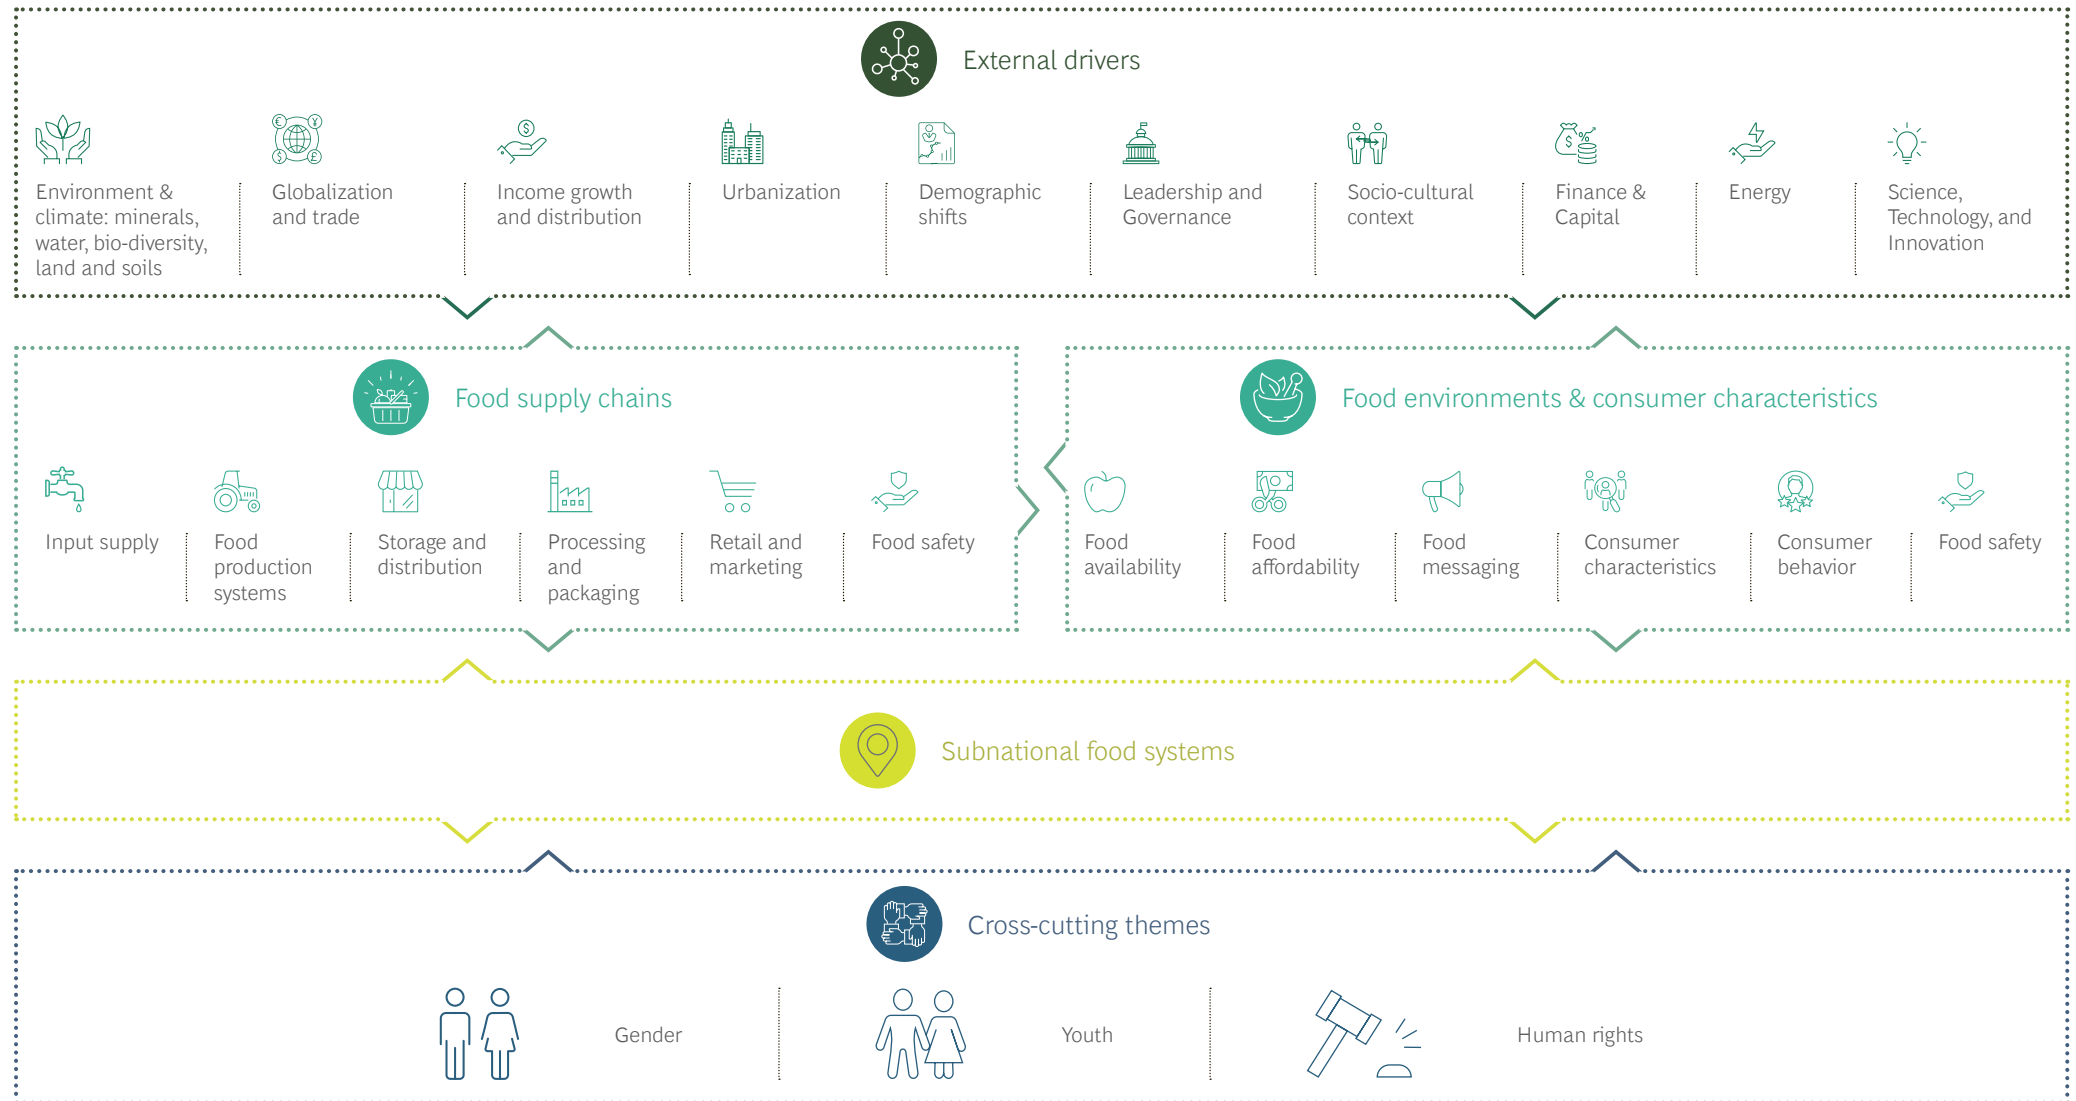 External drivers
Environment &
climate: minerals,
water, bio-diversity,
land and soils
Globalization
and trade
Income growth
and distribution
Urbanization
Demographic
shifts
Leadership and
Governance
Socio-cultural
context
Finance &
Capital
Energy
Science,
Technology, and
Innovation
Food supply chains
Input supply
Food
production
systems
Storage and
distribution
Processing
and
packaging
Retail and
marketing
Food safety
Food environments & consumer characteristics
Food
availability
Food
affordability
Food
messaging
Consumer
characteristics
Consumer
behavior
Food safety
Subnational food systems
Cross-cutting themes
Gender
Youth
Human rights